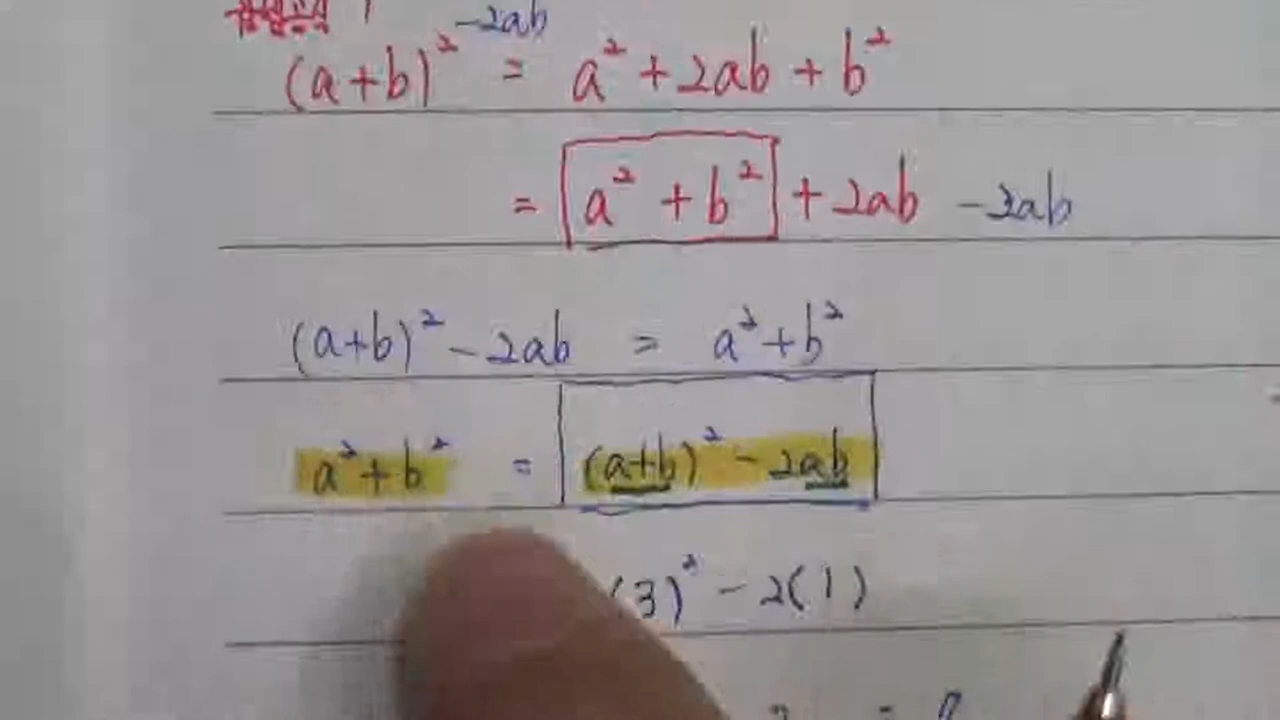 -2ab
(a+b)² = a² + 2ab + b²
= a² + b² + 2ab - 2ab
(a+b)² - 2ab = a² + b²
a² + b² = (a+b)² - 2ab
(3)² - 2(1)
=